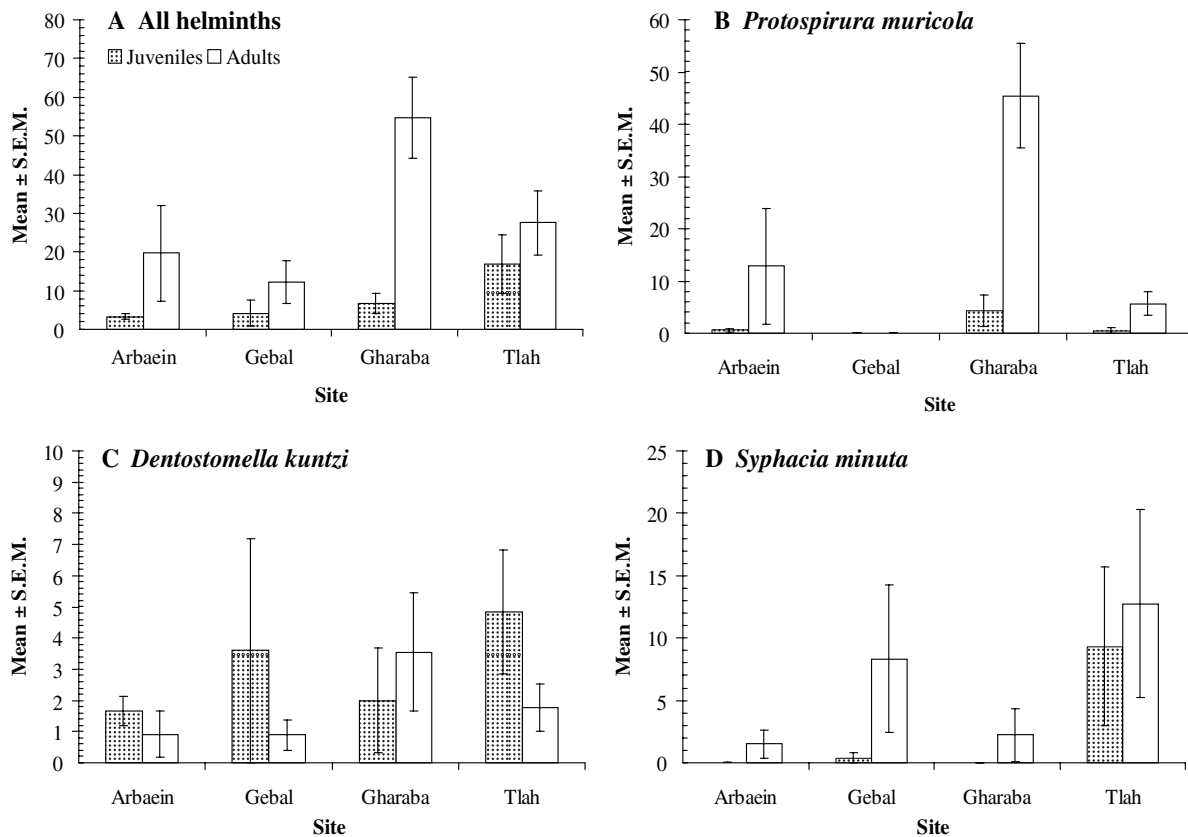 A All helminths
Juveniles Adults
Mean ± S.E.M.
80
70
60
50
40
30
20
10
0
Arbaein Gebal Gharaba Tlah
Site
B Protospirura muricola
Mean ± S.E.M.
60
50
40
30
20
10
0
Arbaein Gebal Gharaba Tlah
Site
C Dentostomella kuntzi
Mean ± S.E.M.
10
9
8
7
6
5
4
3
2
1
0
Arbaein Gebal Gharaba Tlah
Site
D Syphacia minuta
Mean ± S.E.M.
25
20
15
10
5
0
Arbaein Gebal Gharaba Tlah
Site